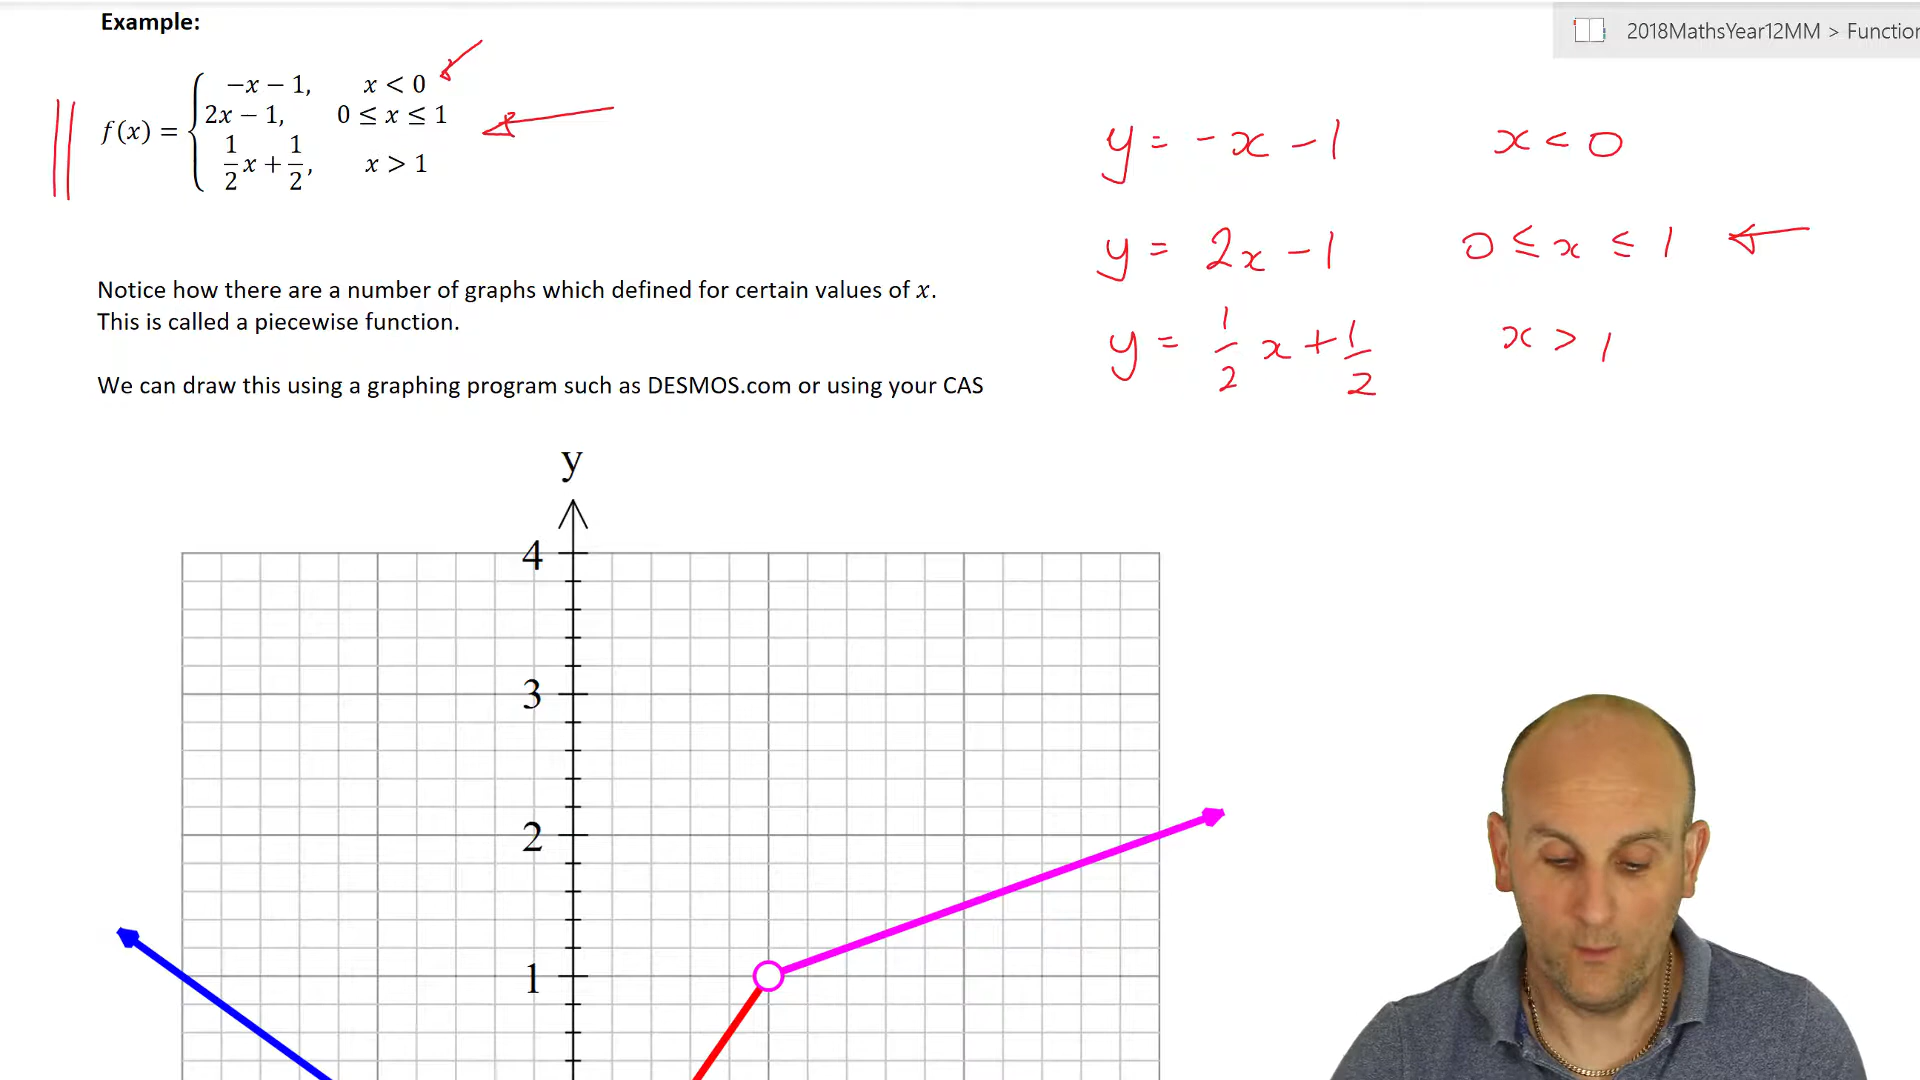 Example:
2018MathsYear12MM > Function
f(x) = { −x − 1, x < 0
2x − 1, 0 ≤ x ≤ 1
1/2 x + 1/2, x > 1
y = -x - 1 x < 0
y = 2x - 1 0 ≤ x ≤ 1
y = 1/2 x + 1/2 x > 1
Notice how there are a number of graphs which defined for certain values of x.
This is called a piecewise function.
We can draw this using a graphing program such as DESMOS.com or using your CAS
y
4
3
2
1